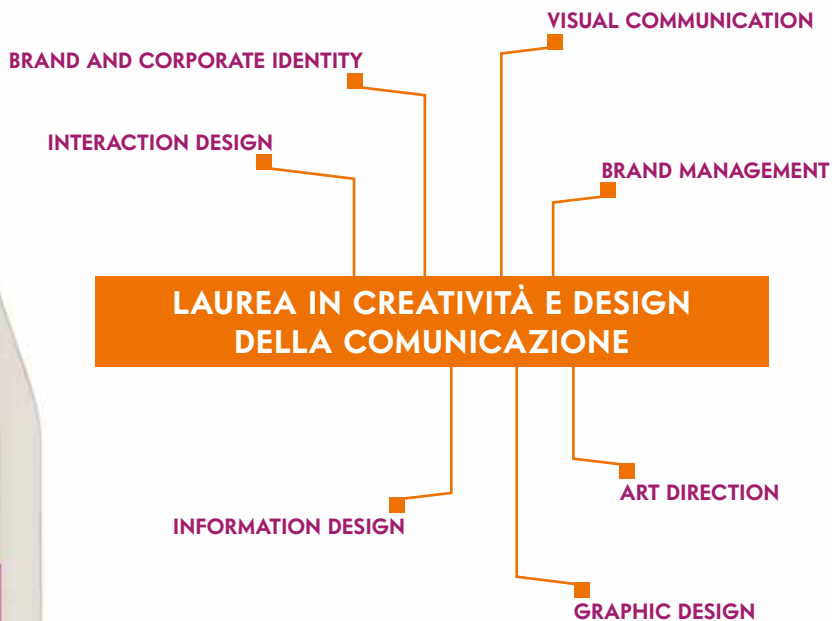 VISUAL COMMUNICATION
BRAND AND CORPORATE IDENTITY
INTERACTION DESIGN
BRAND MANAGEMENT
LAUREA IN CREATIVITÀ E DESIGN
DELLA COMUNICAZIONE
ART DIRECTION
INFORMATION DESIGN
GRAPHIC DESIGN